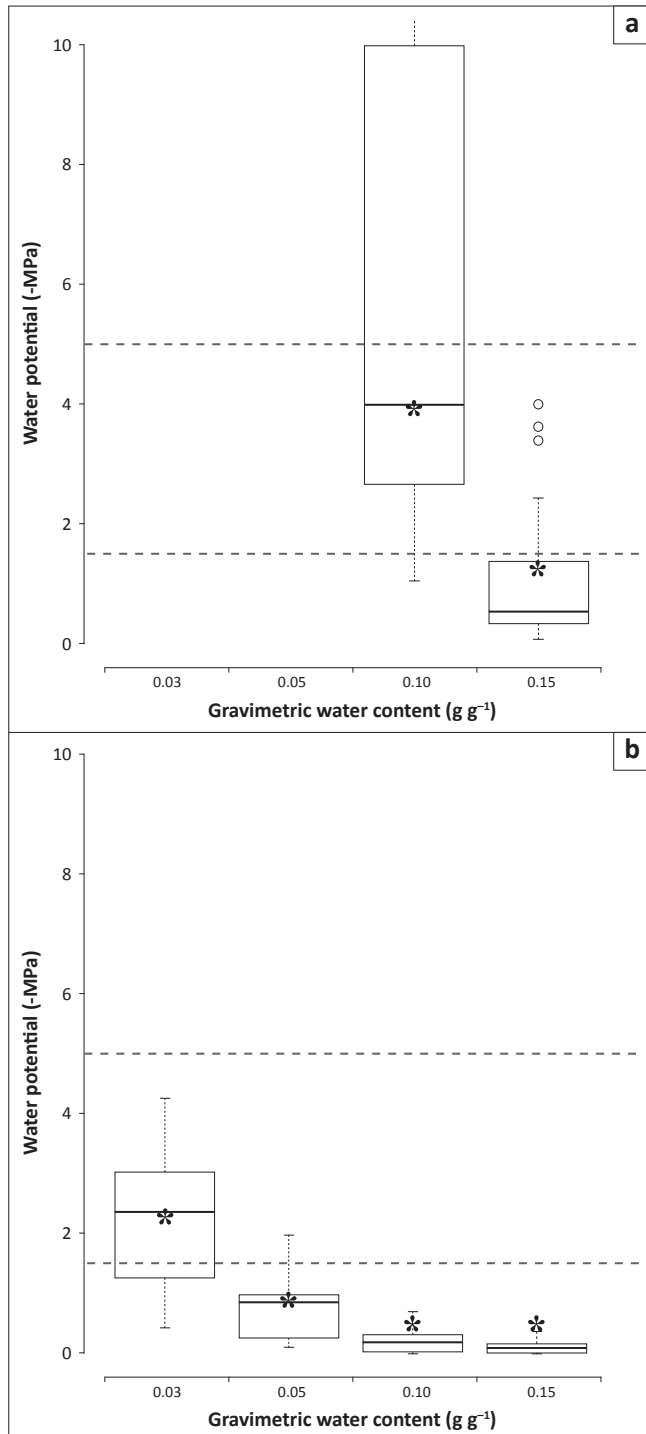 a
10
8
6
4
2
0
Water potential (-MPa)
0.03 0.05 0.10 0.15
Gravimetric water content (g g⁻¹)
b
10
8
6
4
2
0
Water potential (-MPa)
0.03 0.05 0.10 0.15
Gravimetric water content (g g⁻¹)